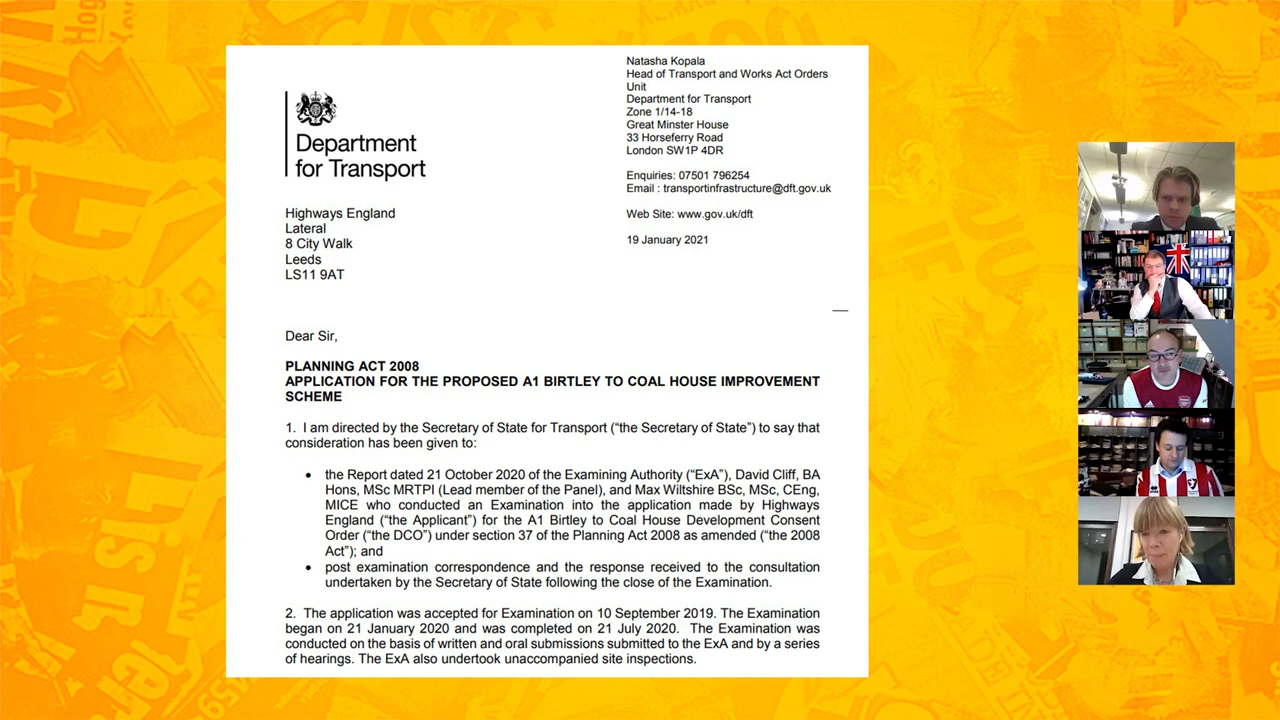 Natasha Kopala
Head of Transport and Works Act Orders
Unit
Department for Transport
Zone 1/14-18
Great Minster House
33 Horseferry Road
London SW1P 4DR
Enquiries: 07501 796254
Email : transportinfrastructure@dft.gov.uk
Web Site: www.gov.uk/dft
19 January 2021
Department
for Transport
Highways England
Lateral
8 City Walk
Leeds
LS11 9AT
Dear Sir,
PLANNING ACT 2008
APPLICATION FOR THE PROPOSED A1 BIRTLEY TO COAL HOUSE IMPROVEMENT
SCHEME
1. I am directed by the Secretary of State for Transport (“the Secretary of State”) to say that
consideration has been given to:
• the Report dated 21 October 2020 of the Examining Authority (“ExA”), David Cliff, BA
Hons, MSc MRTPI (Lead member of the Panel), and Max Wiltshire BSc, MSc, CEng,
MICE who conducted an Examination into the application made by Highways
England (“the Applicant”) for the A1 Birtley to Coal House Development Consent
Order (“the DCO”) under section 37 of the Planning Act 2008 as amended (“the 2008
Act”); and
• post examination correspondence and the response received to the consultation
undertaken by the Secretary of State following the close of the Examination.
2. The application was accepted for Examination on 10 September 2019. The Examination
began on 21 January 2020 and was completed on 21 July 2020. The Examination was
conducted on the basis of written and oral submissions submitted to the ExA and by a series
of hearings. The ExA also undertook unaccompanied site inspections.